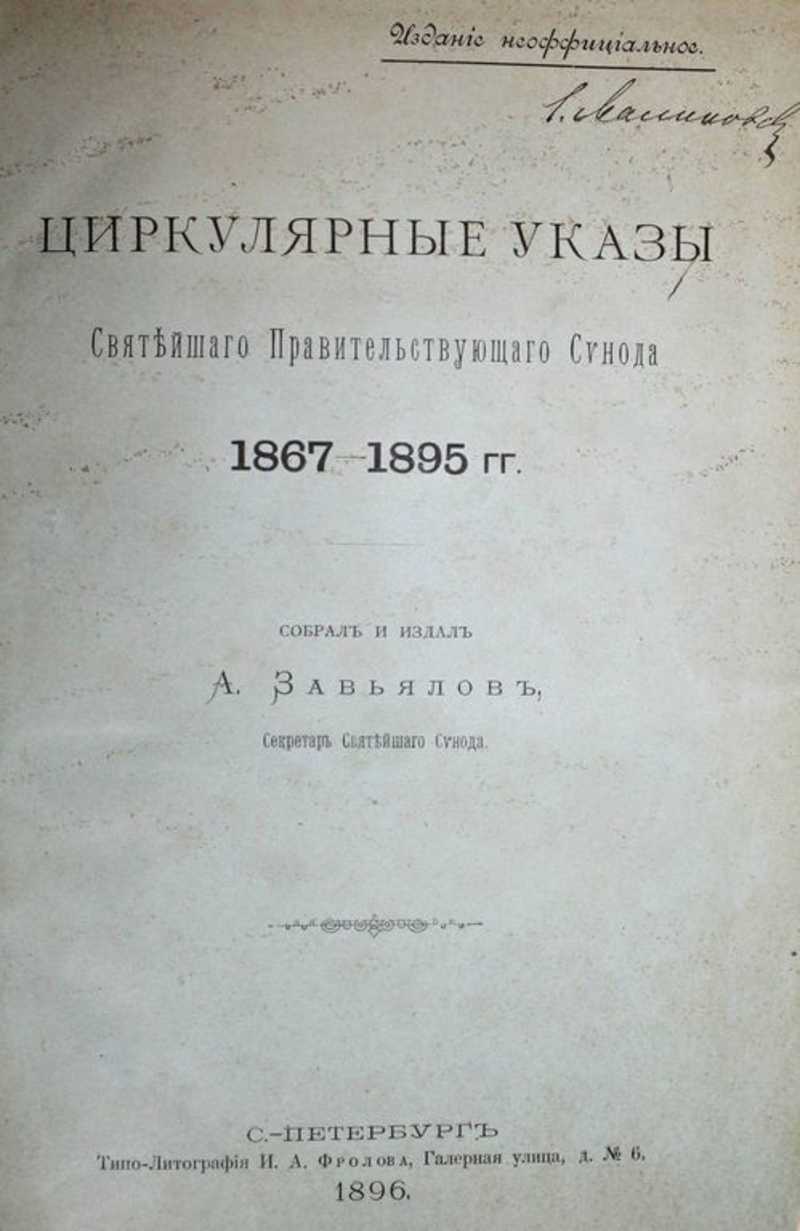 Изданіе неоффиціальное.
ЦИРКУЛЯРНЫЕ УКАЗЫ
Святѣйшаго Правительствующаго Сѵнода
1867—1895 гг.
СОБРАЛЪ И ИЗДАЛЪ
А. Завьяловъ,
Секретарь Святѣйшаго Сѵнода.
С.-ПЕТЕРБУРГЪ
Типо-Литографія И. А. Фролова, Галерная улица, д. № 6.
1896.